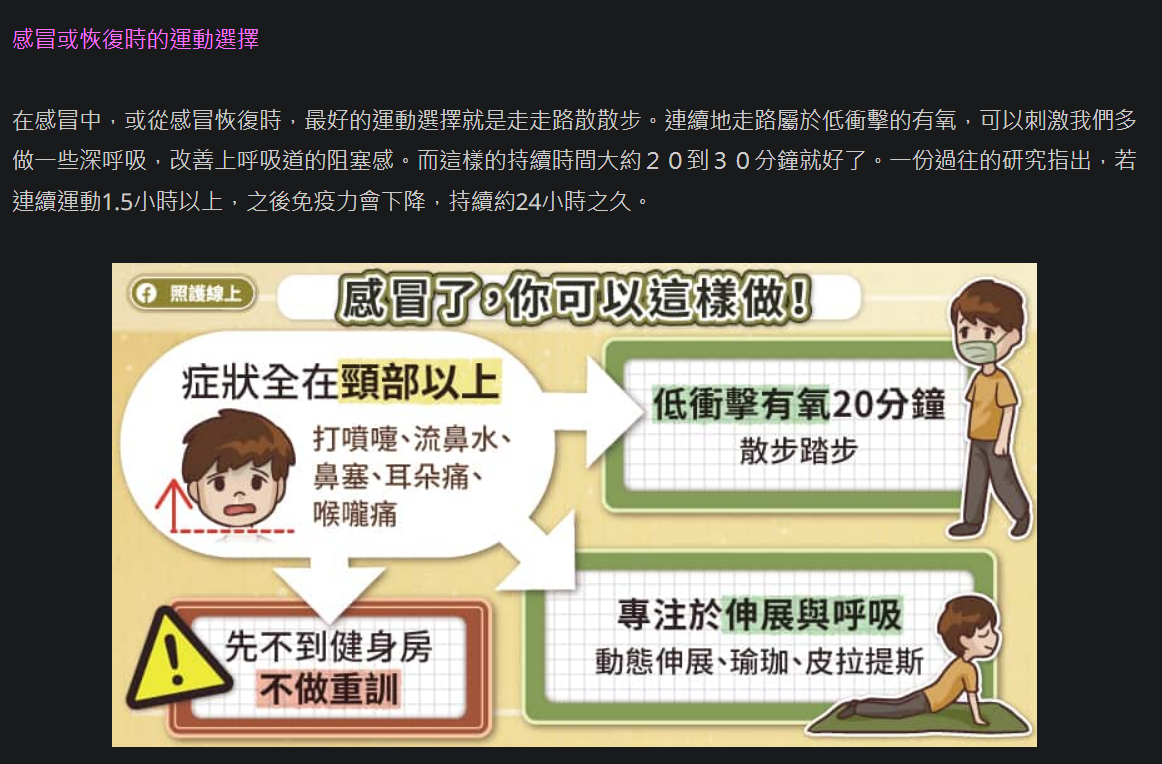 感冒或恢復時的運動選擇
在感冒中，或從感冒恢復時，最好的運動選擇就是走走路散散步。連續地走路屬於低衝擊的有氧，可以刺激我們多
做一些深呼吸，改善上呼吸道的阻塞感。而這樣的持續時間大約２０到３０分鐘就好了。一份過往的研究指出，若
連續運動1.5小時以上，之後免疫力會下降，持續約24小時之久。
照護線上
感冒了，你可以這樣做！
症狀全在頸部以上
打噴嚏、流鼻水、
鼻塞、耳朵痛、
喉嚨痛
低衝擊有氧20分鐘
散步踏步
專注於伸展與呼吸
動態伸展、瑜珈、皮拉提斯
先不到健身房
不做重訓